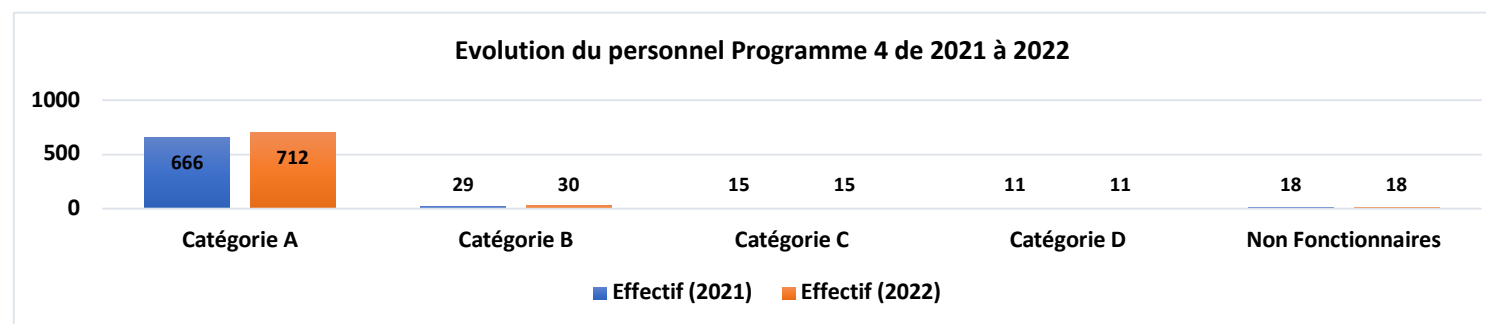 Evolution du personnel Programme 4 de 2021 à 2022
1000
500
0
666
712
29
30
15
15
11
11
18
18
Catégorie A
Catégorie B
Catégorie C
Catégorie D
Non Fonctionnaires
Effectif (2021)
Effectif (2022)